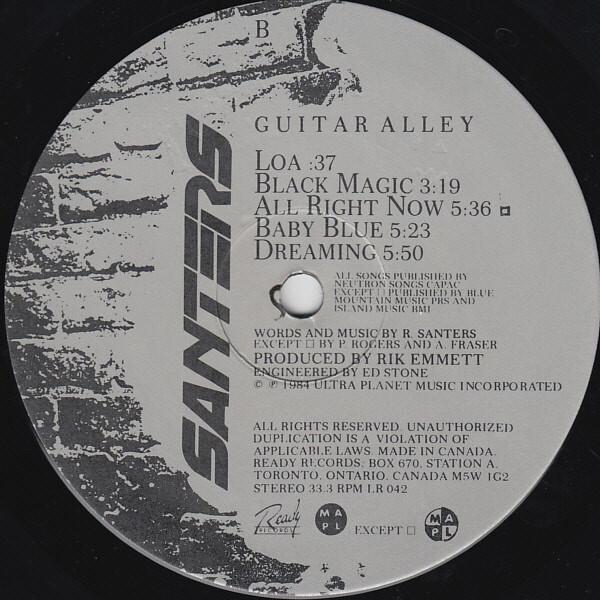 B
GUITAR ALLEY
SANTERS
LOA :37
BLACK MAGIC 3:19
ALL RIGHT NOW 5:36 □
BABY BLUE 5:23
DREAMING 5:50
ALL SONGS PUBLISHED BY
NEUTRON SONGS CAPAC
EXCEPT □ PUBLISHED BY BLUE
MOUNTAIN MUSIC PRS AND
ISLAND MUSIC BMI
WORDS AND MUSIC BY R. SANTERS
EXCEPT □ BY P. ROGERS AND A. FRASER
PRODUCED BY RIK EMMETT
ENGINEERED BY ED STONE
© ℗ 1984 ULTRA PLANET MUSIC INCORPORATED
ALL RIGHTS RESERVED. UNAUTHORIZED
DUPLICATION IS A VIOLATION OF
APPLICABLE LAWS. MADE IN CANADA.
READY RECORDS: BOX 670, STATION A.
TORONTO, ONTARIO, CANADA M5W 1G2
STEREO 33.3 RPM LR 042
Ready RECORDS MAPL EXCEPT □ MAPL